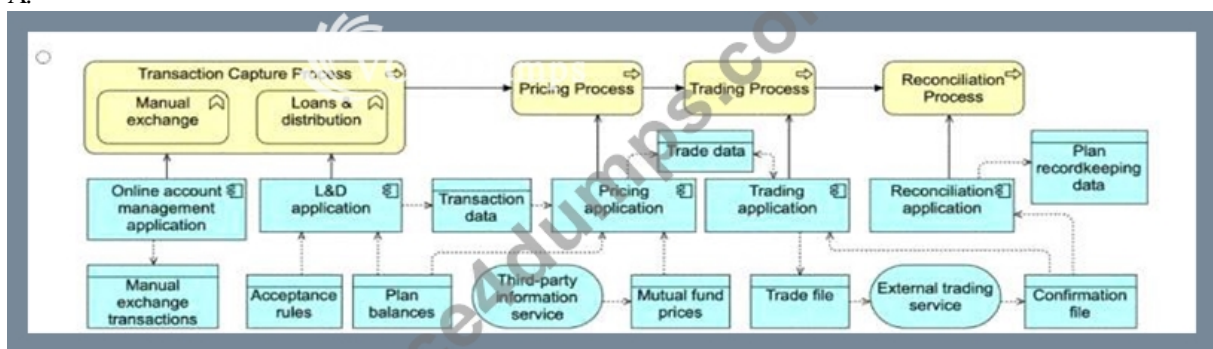 A.
Transaction Capture Process
Manual
exchange
Loans &
distribution
Pricing Process
Trading Process
Reconciliation
Process
Trade data
Plan
recordkeeping
data
Online account
management
application
L&D
application
Transaction
data
Pricing
application
Trading
application
Reconciliation
application
Manual
exchange
transactions
Acceptance
rules
Plan
balances
Third-party
information
service
Mutual fund
prices
Trade file
External trading
service
Confirmation
file